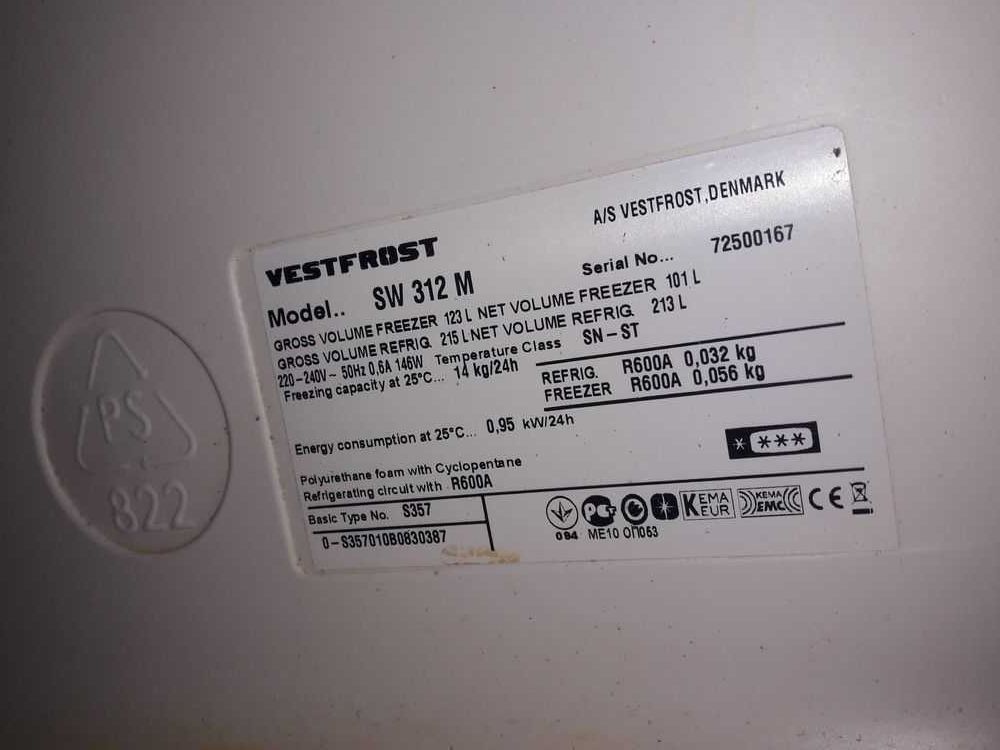 A/S VESTFROST,DENMARK
VESTFROST
Serial No... 72500167
Model.. SW 312 M
GROSS VOLUME FREEZER 123 L NET VOLUME FREEZER 101 L
GROSS VOLUME REFRIG. 215 L NET VOLUME REFRIG. 213 L
220-240V~ 50Hz 0,6A 146W Temperature Class SN-ST
Freezing capacity at 25°C... 14 kg/24h
REFRIG. R600A 0,032 kg
FREEZER R600A 0,056 kg
Energy consumption at 25°C... 0,95 kW/24h
* ***
Polyurethane foam with Cyclopentane
Refrigerating circuit with R600A
Basic Type No. S357
0-S357010B0830387
PCT KEMA EUR KEMA EMC CE
094 ME10 ОП063
PS
822